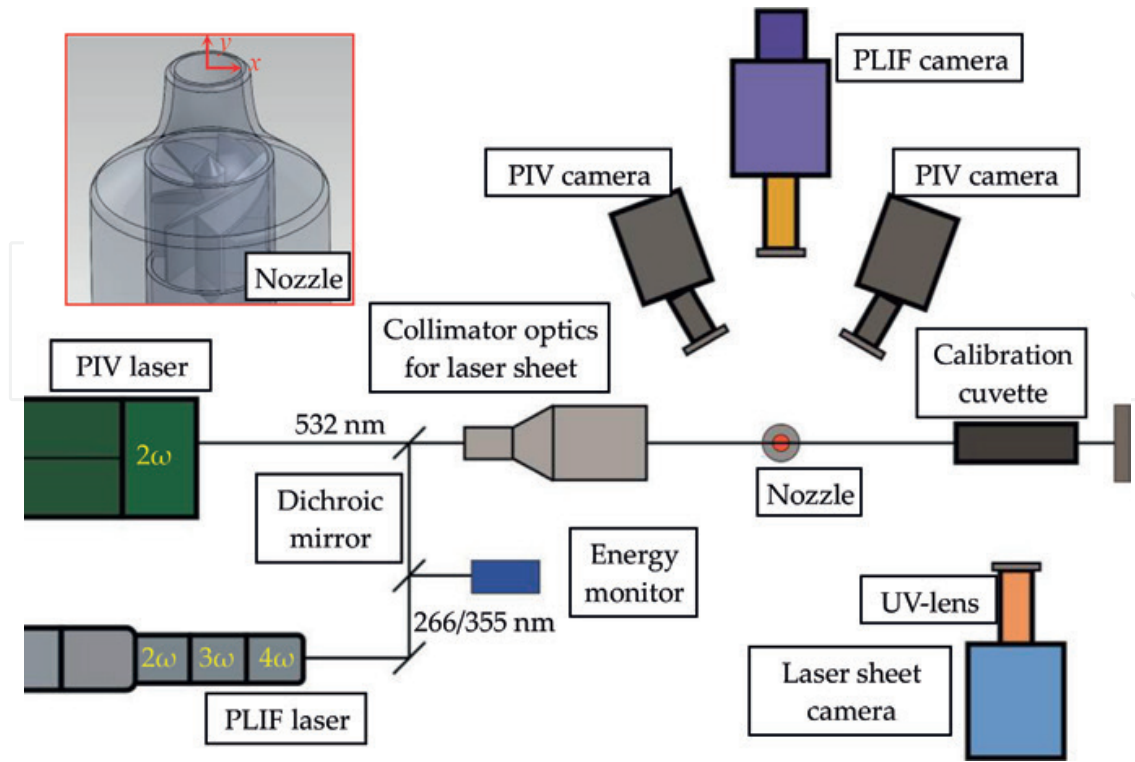 y
x
Nozzle
PLIF camera
PIV camera
PIV camera
Collimator optics
for laser sheet
Calibration
cuvette
PIV laser
532 nm
2ω
Dichroic
mirror
Nozzle
Energy
monitor
UV-lens
266/355 nm
2ω
3ω
4ω
PLIF laser
Laser sheet
camera